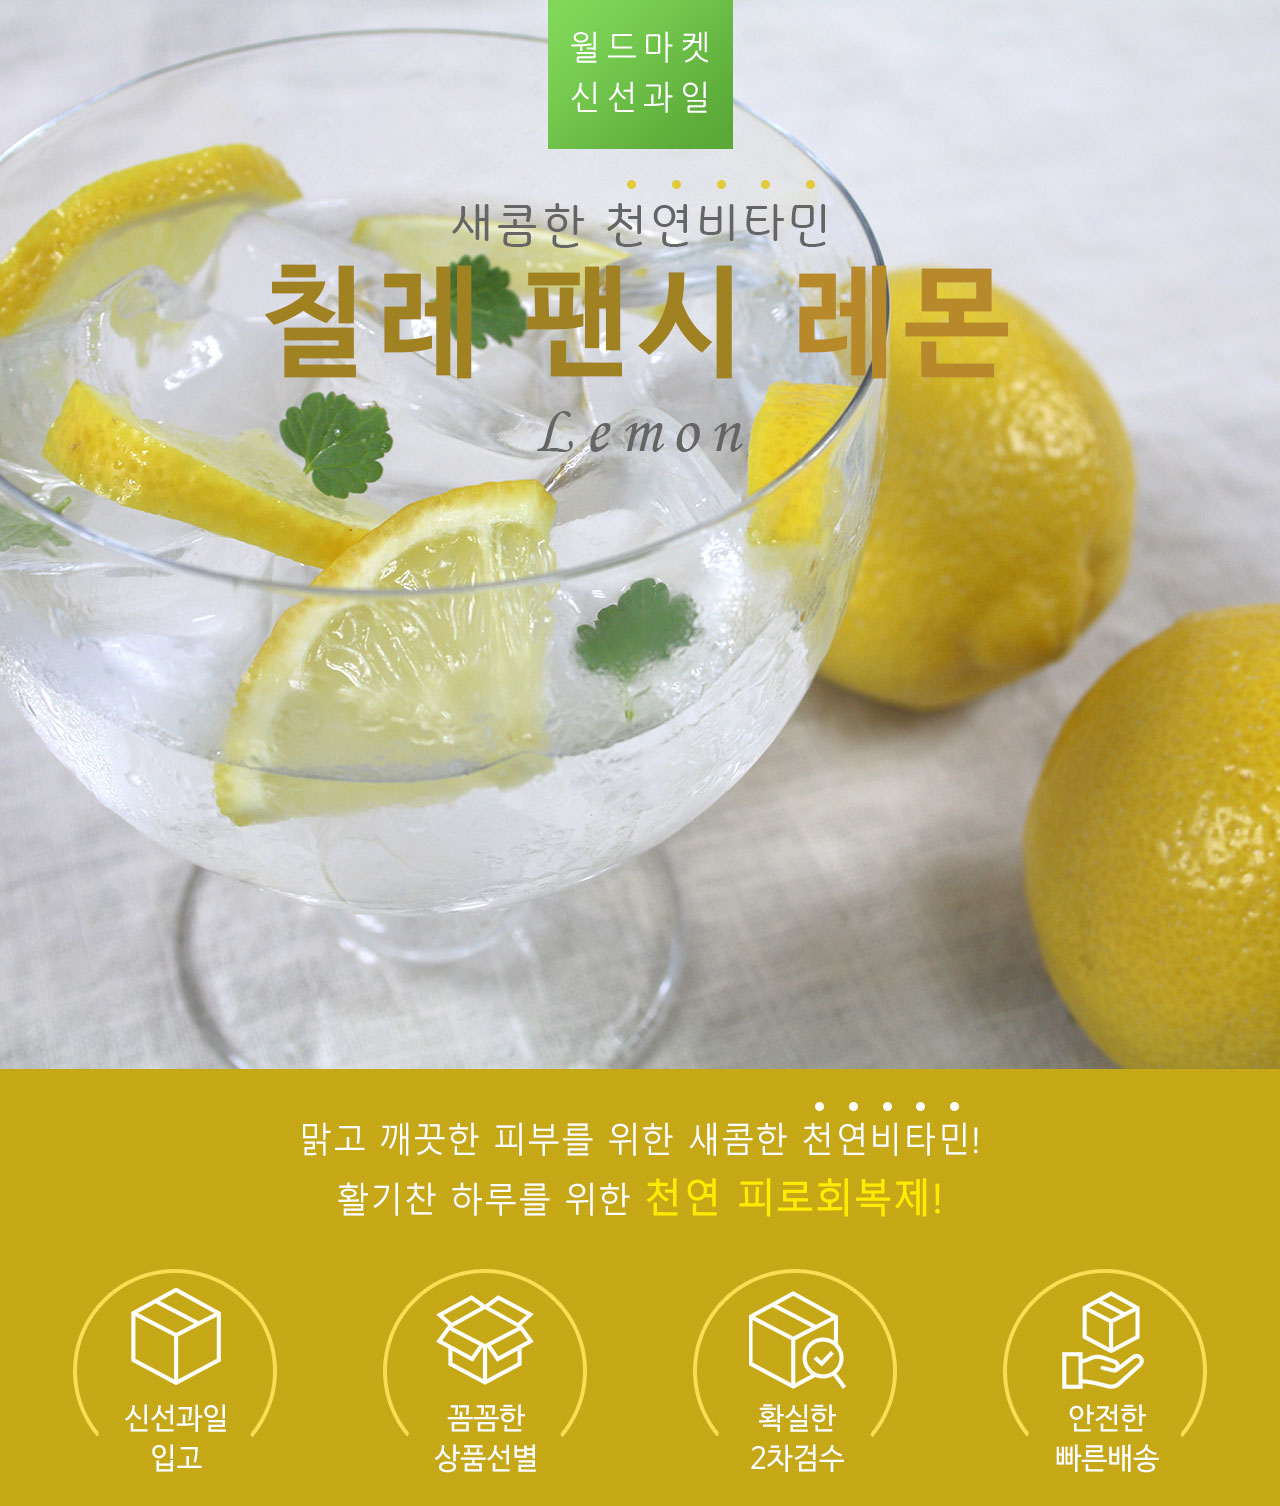 월드마켓
신선과일
새콤한 천연비타민
칠레 팬시 레몬
Lemon
맑고 깨끗한 피부를 위한 새콤한 천연비타민!
활기찬 하루를 위한 천연 피로회복제!
신선과일
입고
꼼꼼한
상품선별
확실한
2차검수
안전한
빠른배송